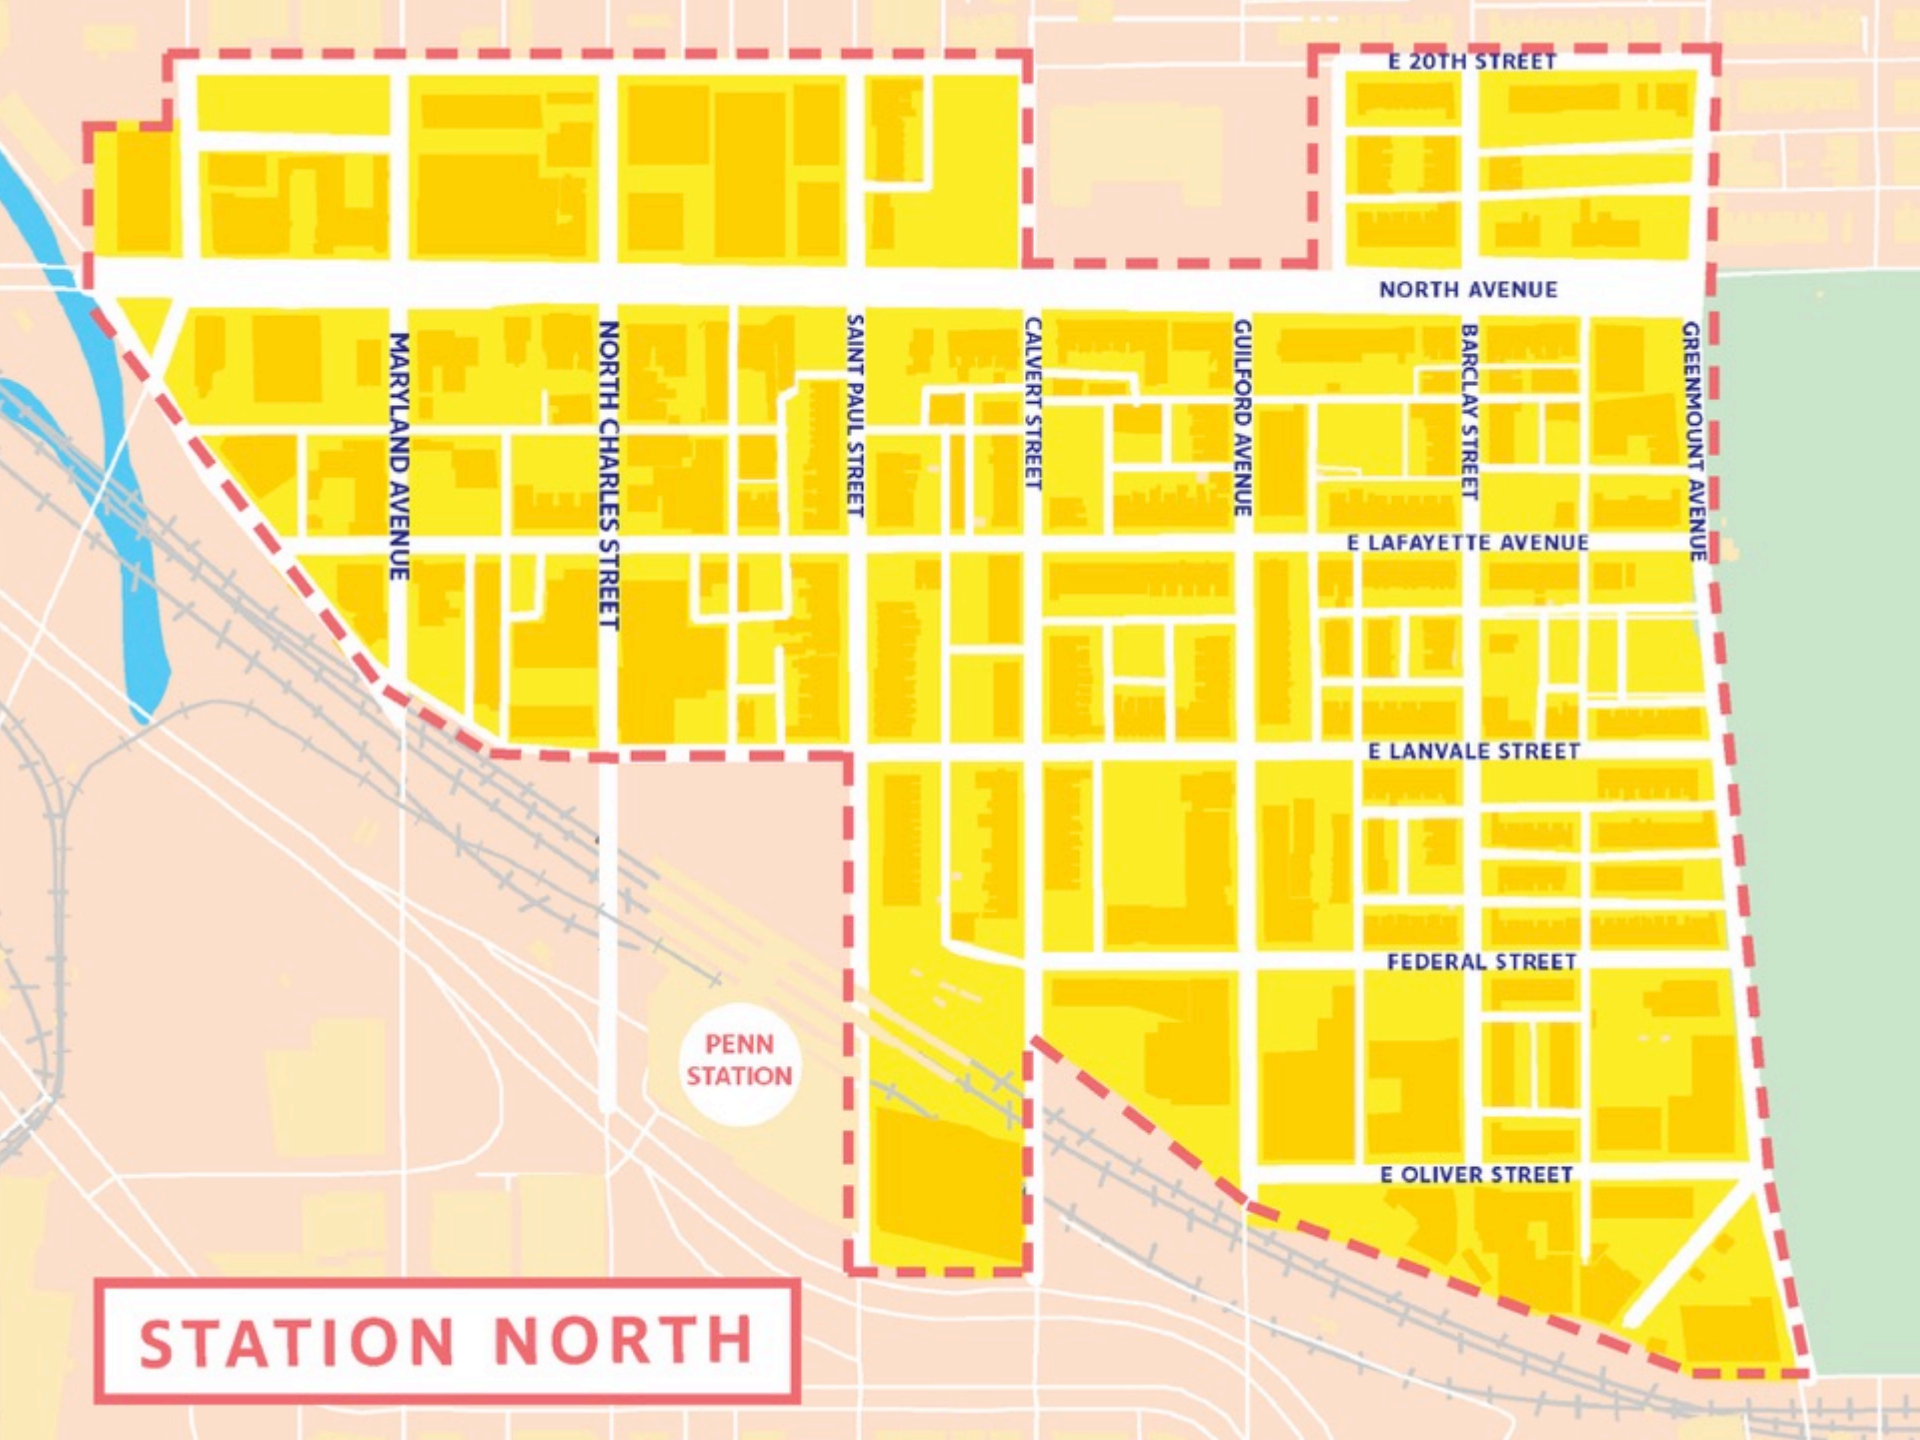 E 20TH STREET
NORTH AVENUE
MARYLAND AVENUE
NORTH CHARLES STREET
SAINT PAUL STREET
CALVERT STREET
GUILFORD AVENUE
BARCLAY STREET
GREENMOUNT AVENUE
E LAFAYETTE AVENUE
E LANVALE STREET
FEDERAL STREET
PENN
STATION
E OLIVER STREET
STATION NORTH